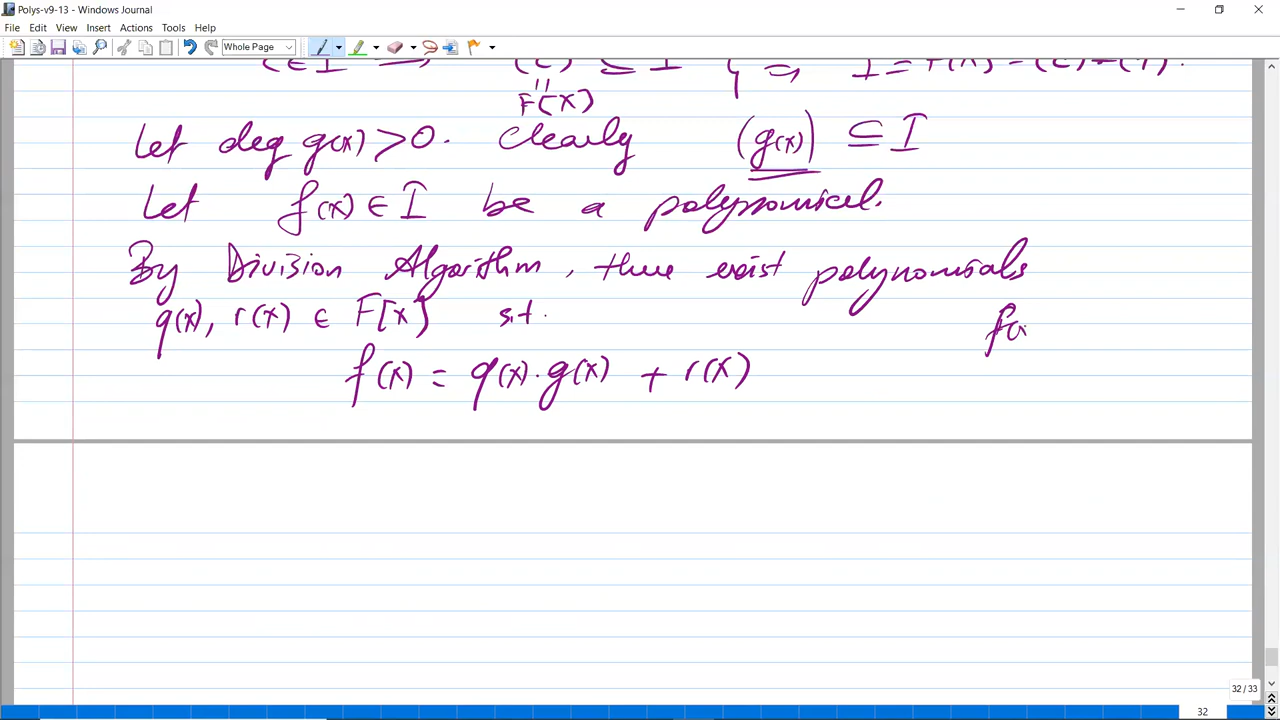 Polys-v9-13 - Windows Journal
File Edit View Insert Actions Tools Help
Whole Page
F[X]
Let deg g(x) > 0. Clearly (g(x)) ⊆ I
Let f(x) ∈ I be a polynomial.
By Division Algorithm, there exist polynomials
q(x), r(x) ∈ F[x] s.t.
f(x) = q(x)·g(x) + r(x)
32 / 33
32